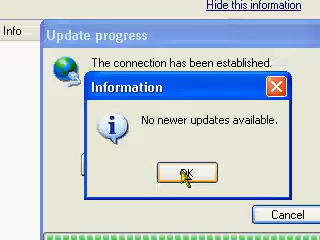 Hide this information
Info
Update progress
The connection has been established.
Information
No newer updates available.
OK
Cancel